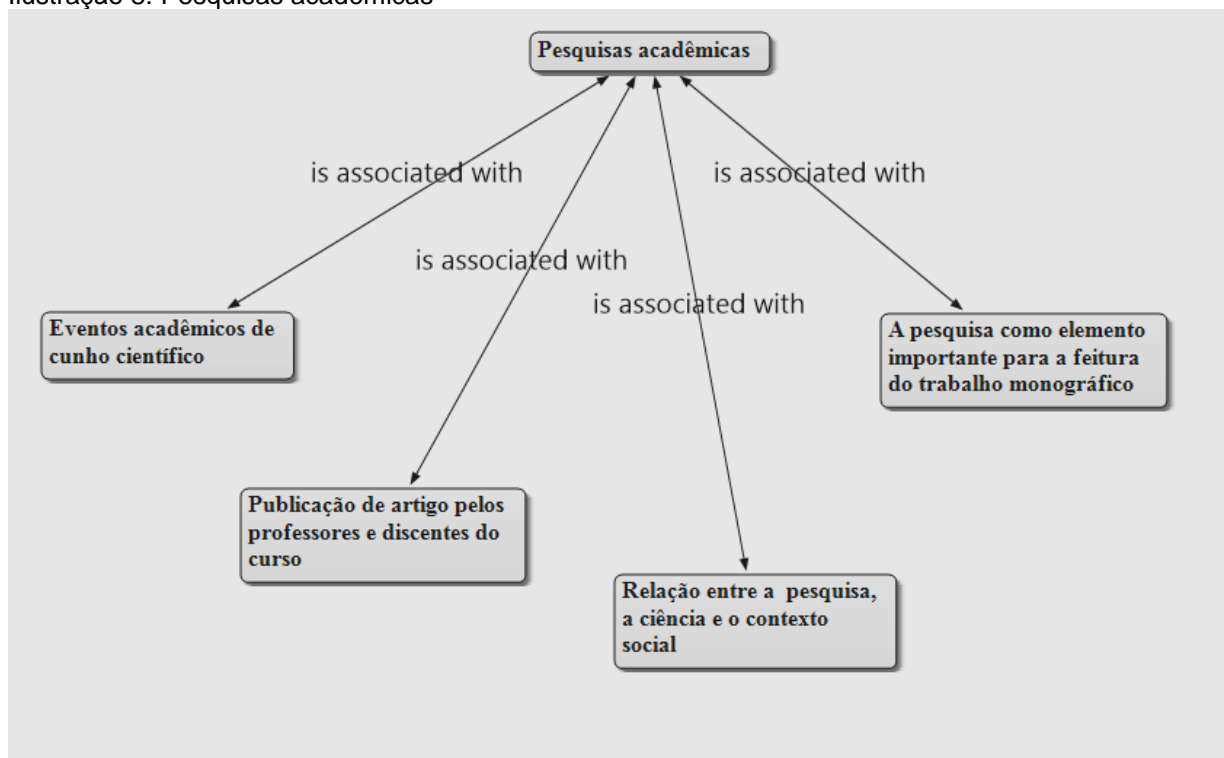 Pesquisas acadêmicas
Pesquisas acadêmicas
is associated with
is associated with
is associated with
is associated with
Eventos acadêmicos de
cunho científico
A pesquisa como elemento
importante para a feitura
do trabalho monográfico
Publicação de artigo pelos
professores e discentes do
curso
Relação entre a  pesquisa,
a ciência e o contexto
social